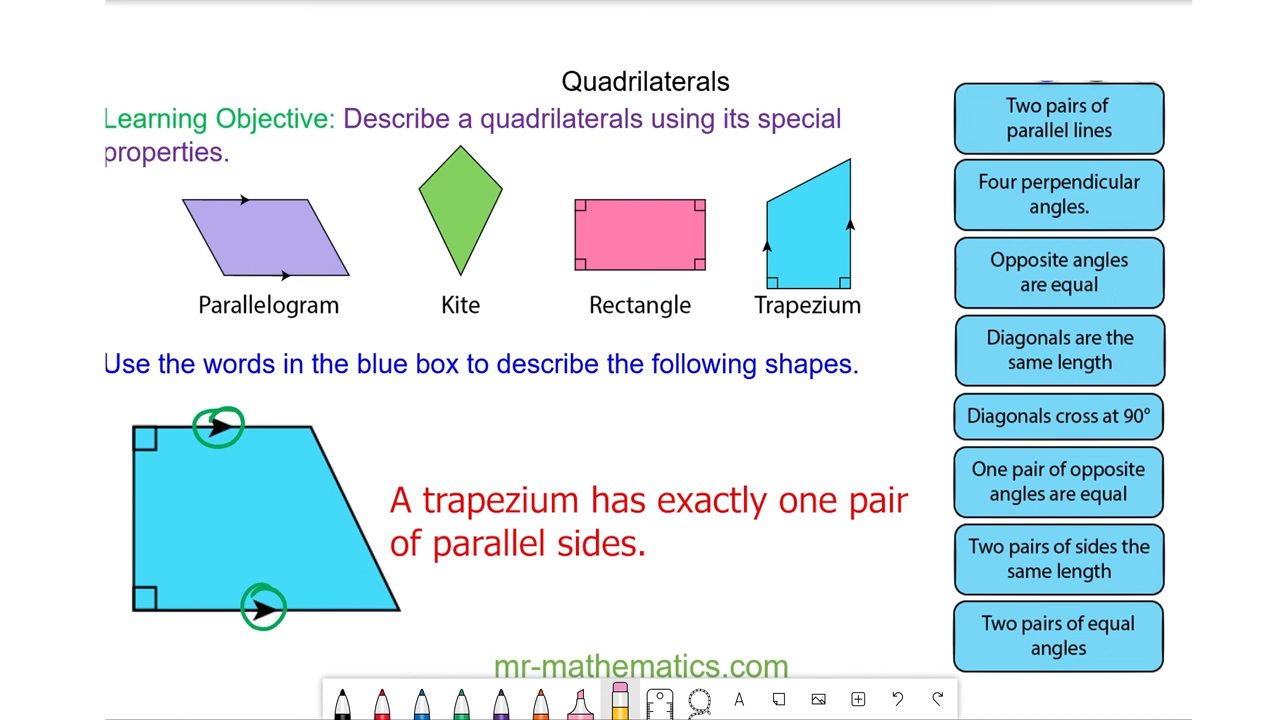 Quadrilaterals
Learning Objective: Describe a quadrilaterals using its special
properties.
Parallelogram
Kite
Rectangle
Trapezium
Use the words in the blue box to describe the following shapes.
A trapezium has exactly one pair
of parallel sides.
Two pairs of
parallel lines
Four perpendicular
angles.
Opposite angles
are equal
Diagonals are the
same length
Diagonals cross at 90°
One pair of opposite
angles are equal
Two pairs of sides the
same length
Two pairs of equal
angles
mr-mathematics.com
A